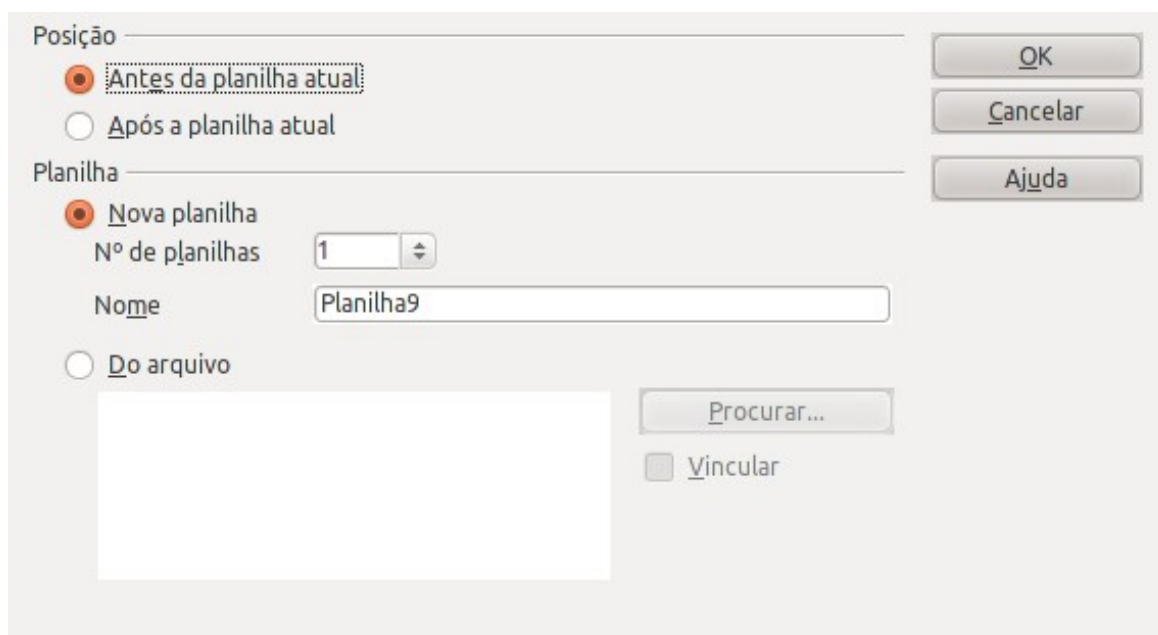 Posição
Antes da planilha atual
Após a planilha atual
Planilha
Nova planilha
Nº de planilhas 1
Nome Planilha9
Do arquivo
Procurar...
Vincular
OK
Cancelar
Ajuda